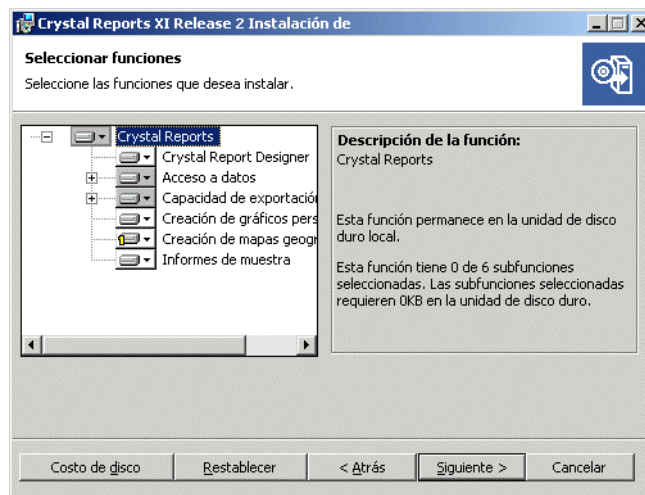 Crystal Reports XI Release 2 Instalación de
Seleccionar funciones
Seleccione las funciones que desea instalar.
Crystal Reports
Crystal Report Designer
Acceso a datos
Capacidad de exportació
Creación de gráficos pers
Creación de mapas geogr
Informes de muestra
Descripción de la función:
Crystal Reports
Esta función permanece en la unidad de disco
duro local.
Esta función tiene 0 de 6 subfunciones
seleccionadas. Las subfunciones seleccionadas
requieren 0KB en la unidad de disco duro.
Costo de disco
Restablecer
< Atrás
Siguiente >
Cancelar